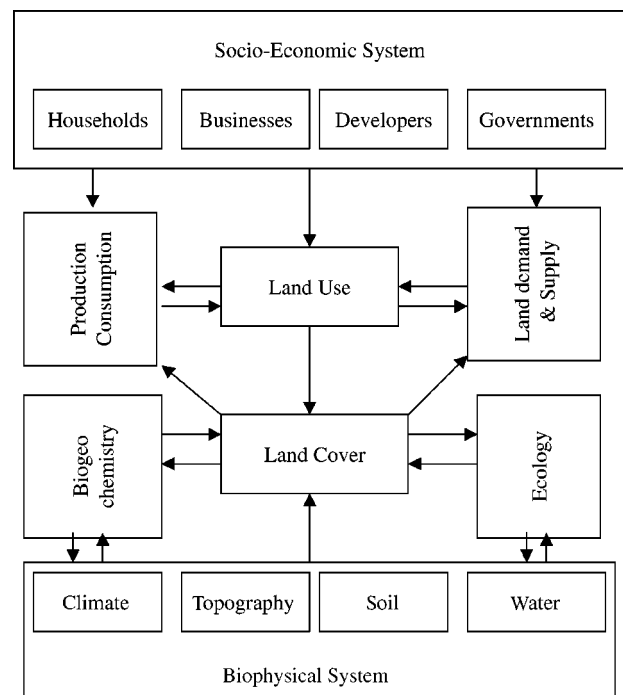 Socio-Economic System
Households
Businesses
Developers
Governments
Production
Consumption
Land Use
Land demand
& Supply
Biogeo
chemistry
Land Cover
Ecology
Climate
Topography
Soil
Water
Biophysical System